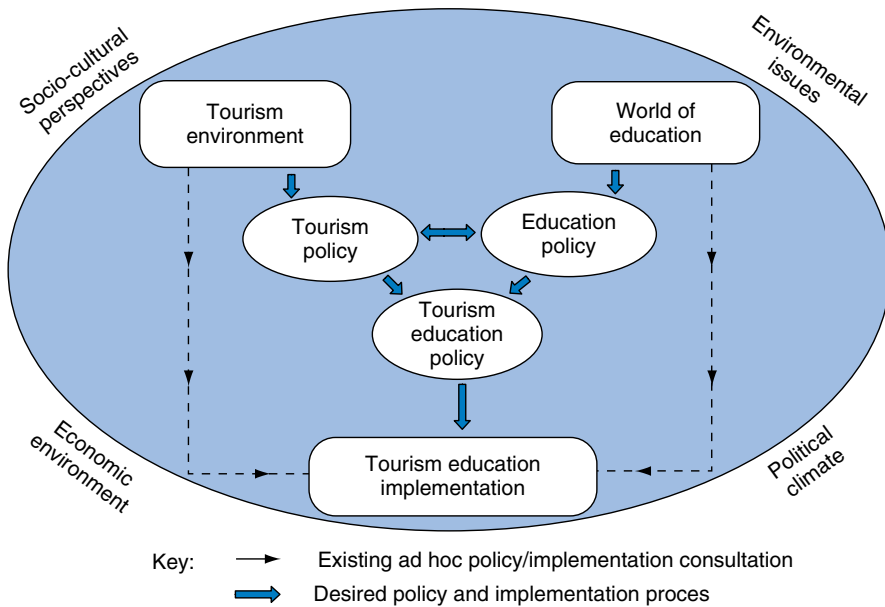 Socio-cultural
perspectives
Environmental
issues
Tourism
environment
World of
education
Tourism
policy
Education
policy
Tourism
education
policy
Economic
environment
Political
climate
Tourism education
implementation
Key:
Existing ad hoc policy/implementation consultation
Desired policy and implementation proces